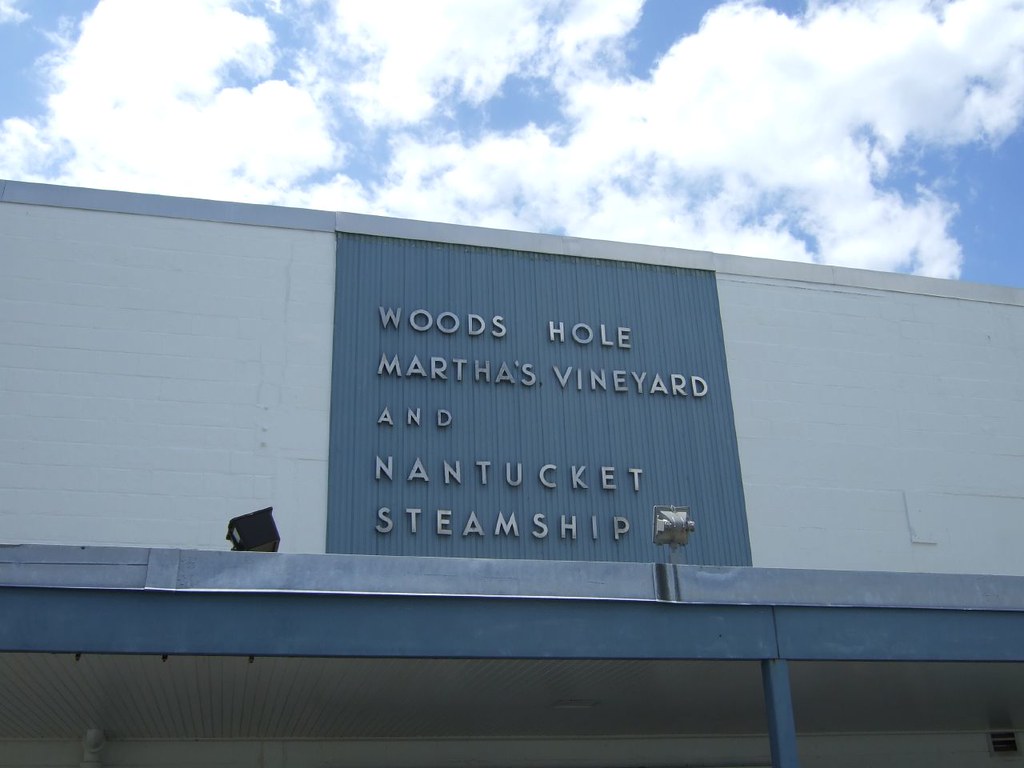 WOODS HOLE
MARTHA'S VINEYARD
AND
NANTUCKET
STEAMSHIP